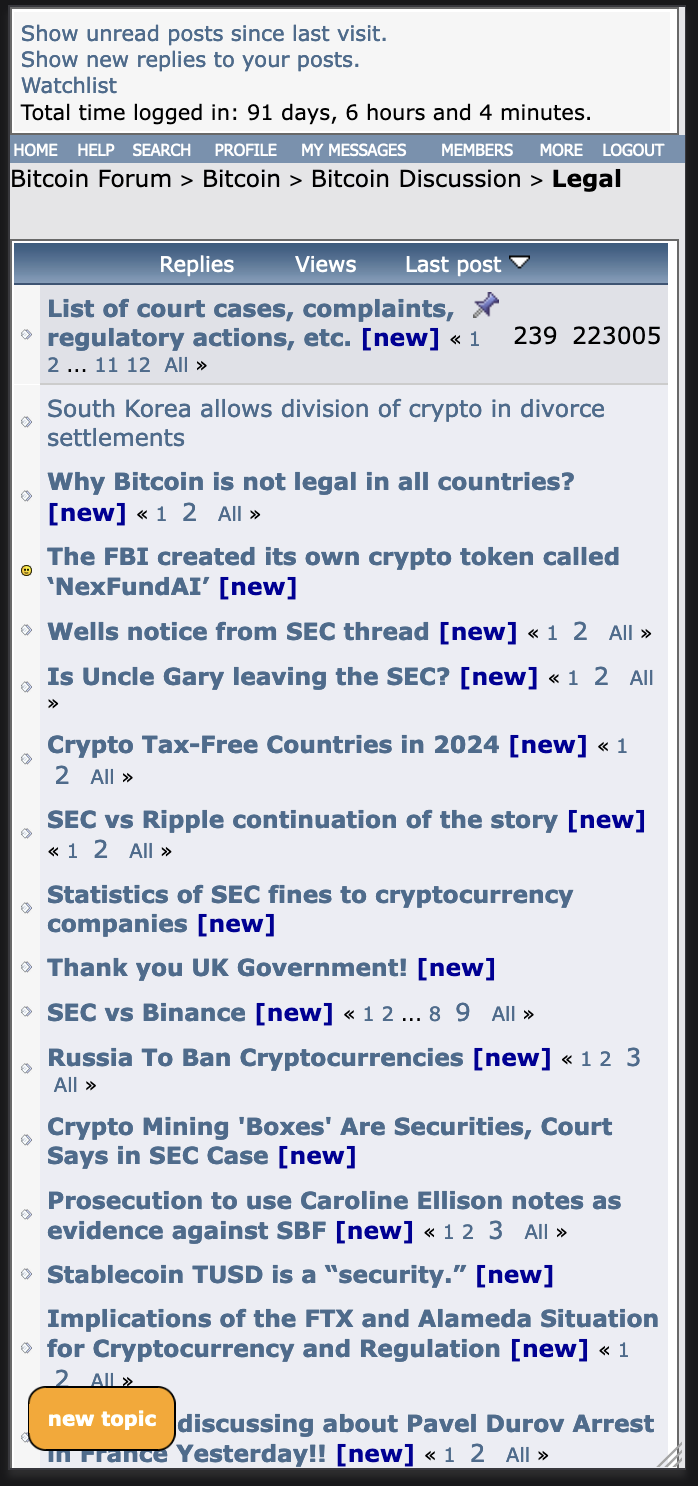 Show unread posts since last visit.
Show new replies to your posts.
Watchlist
Total time logged in: 91 days, 6 hours and 4 minutes.
HOME HELP SEARCH PROFILE MY MESSAGES MEMBERS MORE LOGOUT
Bitcoin Forum > Bitcoin > Bitcoin Discussion > Legal
Replies Views Last post
List of court cases, complaints,
regulatory actions, etc. [new] « 1
2 ... 11 12 All »
239 223005
South Korea allows division of crypto in divorce
settlements
Why Bitcoin is not legal in all countries?
[new] « 1 2 All »
The FBI created its own crypto token called
‘NexFundAI’ [new]
Wells notice from SEC thread [new] « 1 2 All »
Is Uncle Gary leaving the SEC? [new] « 1 2 All
»
Crypto Tax-Free Countries in 2024 [new] « 1
2 All »
SEC vs Ripple continuation of the story [new]
« 1 2 All »
Statistics of SEC fines to cryptocurrency
companies [new]
Thank you UK Government! [new]
SEC vs Binance [new] « 1 2 ... 8 9 All »
Russia To Ban Cryptocurrencies [new] « 1 2 3
All »
Crypto Mining 'Boxes' Are Securities, Court
Says in SEC Case [new]
Prosecution to use Caroline Ellison notes as
evidence against SBF [new] « 1 2 3 All »
Stablecoin TUSD is a “security.” [new]
Implications of the FTX and Alameda Situation
for Cryptocurrency and Regulation [new] « 1
2 All »
new topic
discussing about Pavel Durov Arrest
in France Yesterday!! [new] « 1 2 All »